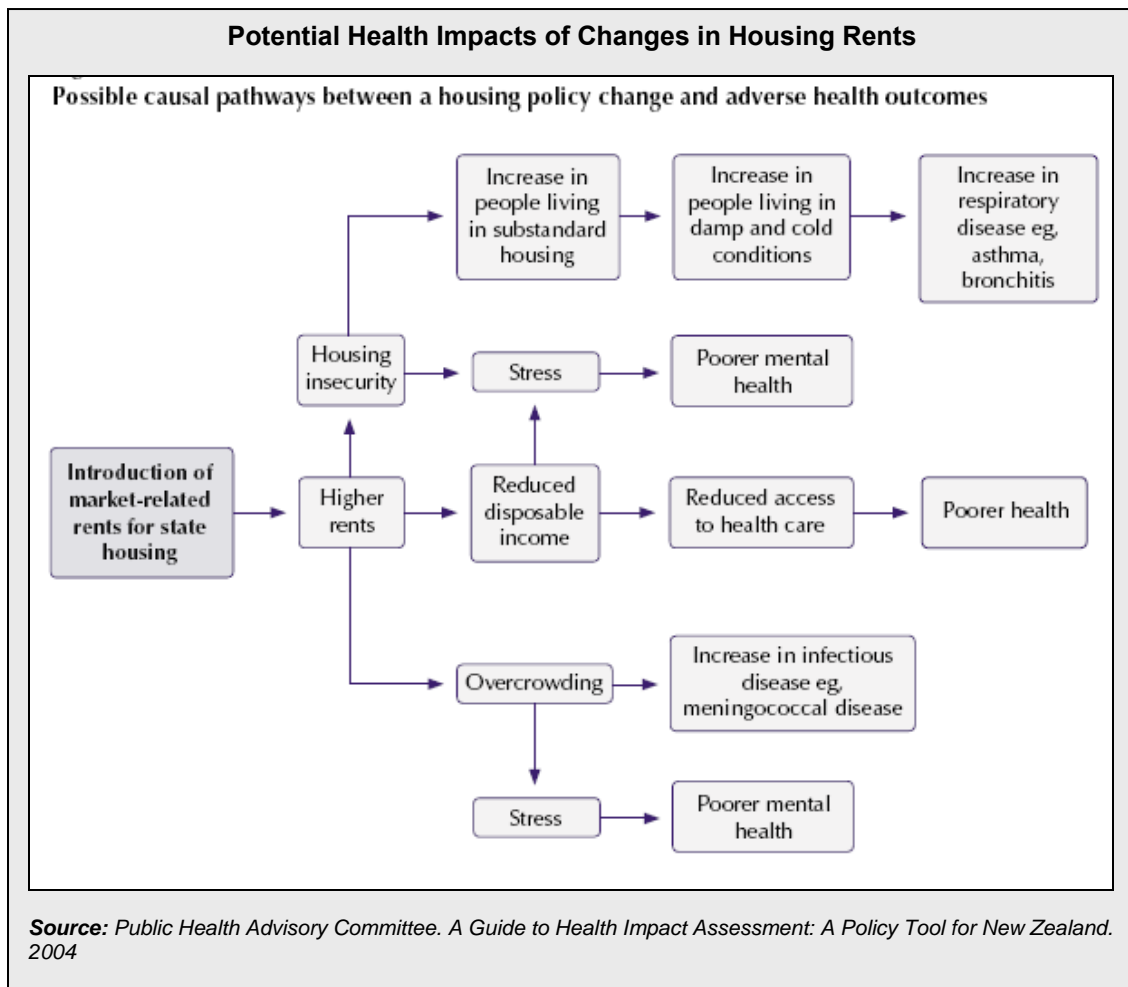 Potential Health Impacts of Changes in Housing Rents
Possible causal pathways between a housing policy change and adverse health outcomes
Increase in
people living
in substandard
housing
Increase in
people living in
damp and cold
conditions
Increase in
respiratory
disease eg,
asthma,
bronchitis
Housing
insecurity
Stress
Poorer mental
health
Introduction of
market-related
rents for state
housing
Higher
rents
Reduced
disposable
income
Reduced access
to health care
Poorer health
Overcrowding
Increase in infectious
disease eg,
meningococcal disease
Stress
Poorer mental
health
Source: Public Health Advisory Committee. A Guide to Health Impact Assessment: A Policy Tool for New Zealand.
2004